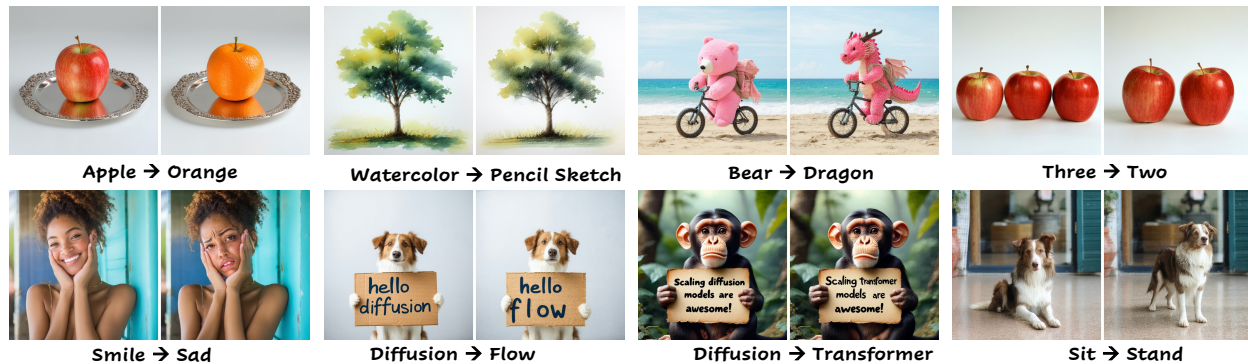 Apple → Orange
Watercolor → Pencil Sketch
Bear → Dragon
Three → Two
hello
diffusion
hello
flow
Scaling diffusion
models are
awesome!
Scaling Transfomer
models are
awesome!
Smile → Sad
Diffusion → Flow
Diffusion → Transformer
Sit → Stand